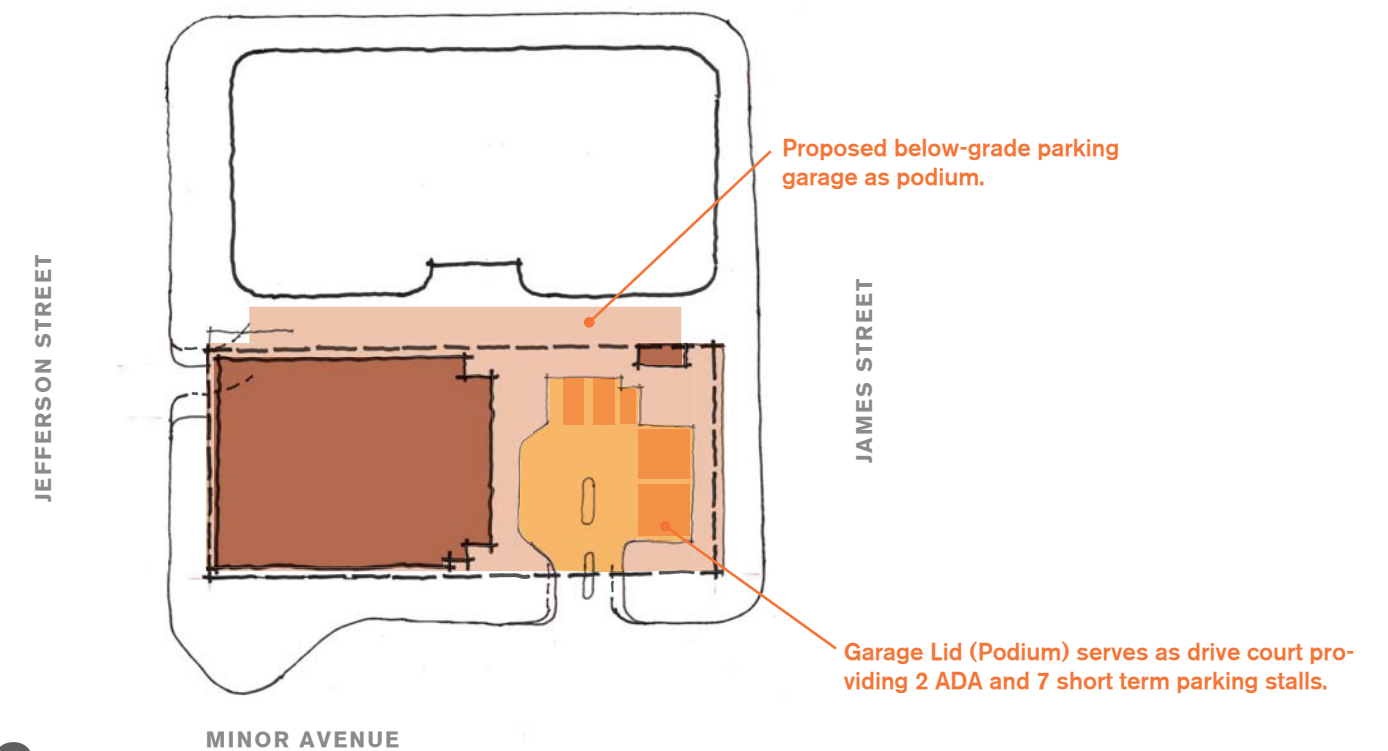 Proposed below-grade parking
garage as podium.
JEFFERSON STREET
JAMES STREET
Garage Lid (Podium) serves as drive court pro-
viding 2 ADA and 7 short term parking stalls.
MINOR AVENUE